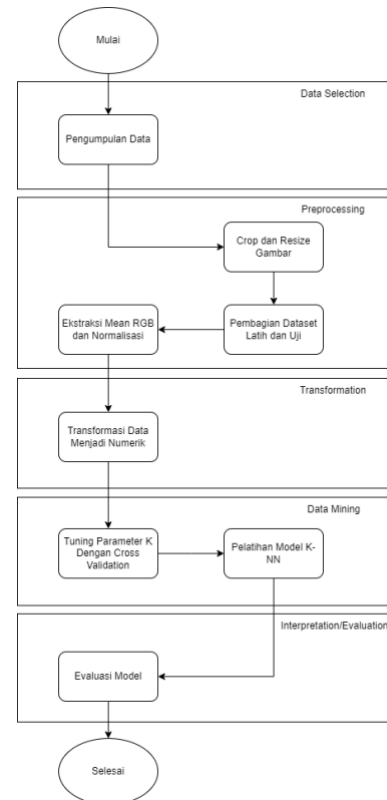 Mulai
Data Selection
Pengumpulan Data
Preprocessing
Crop dan Resize
Gambar
Ekstraksi Mean RGB
dan Normalisasi
Pembagian Dataset
Latih dan Uji
Transformation
Transformasi Data
Menjadi Numerik
Data Mining
Tuning Parameter K
Dengan Cross
Validation
Pelatihan Model K-
NN
Interpretation/Evaluation
Evaluasi Model
Selesai